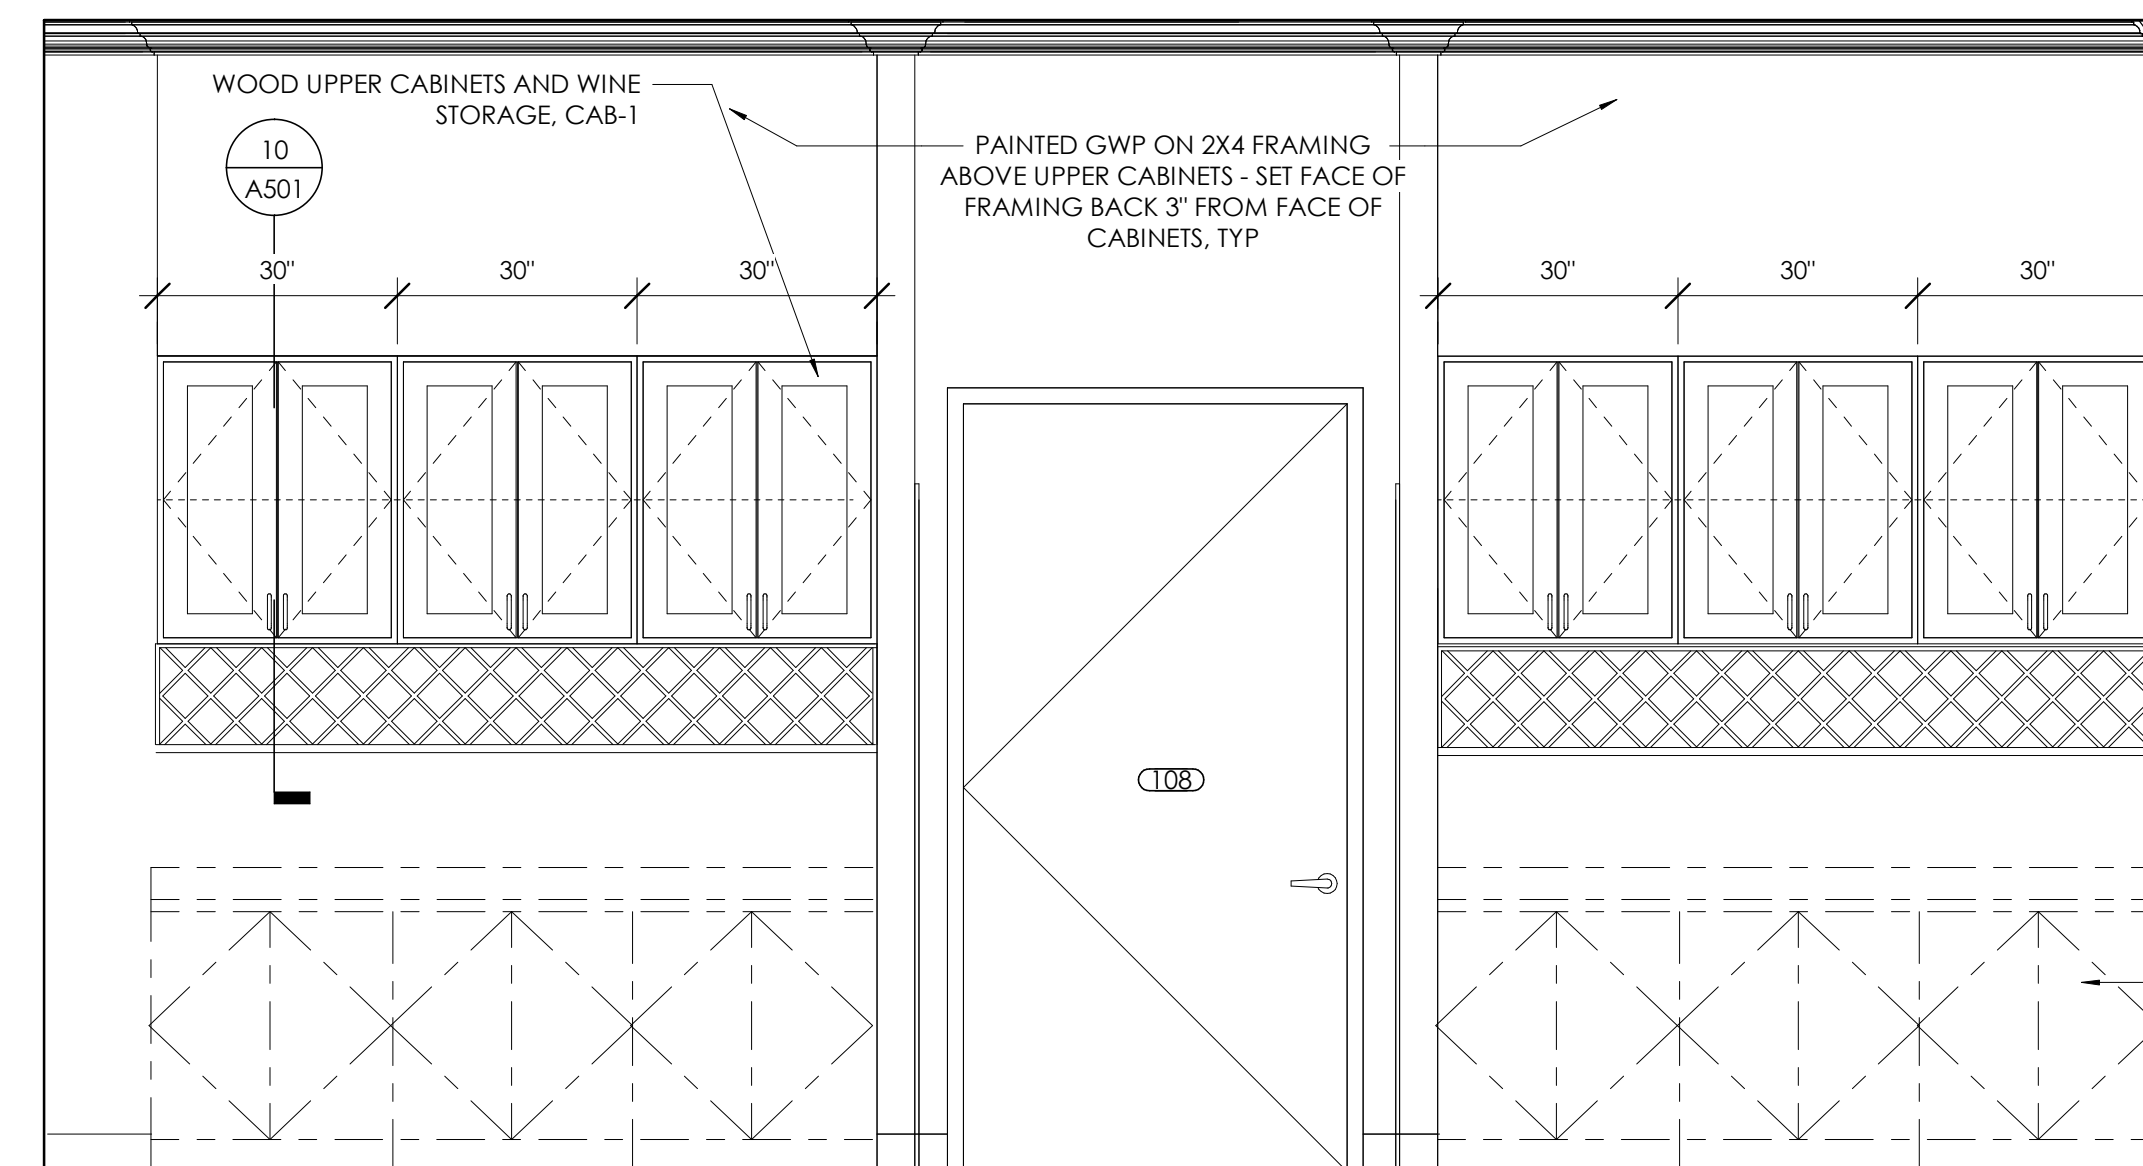 WOOD UPPER CABINETS AND WINE
STORAGE, CAB-1
10
A501
PAINTED GWP ON 2X4 FRAMING
ABOVE UPPER CABINETS - SET FACE OF
FRAMING BACK 3" FROM FACE OF
CABINETS, TYP
30" 30" 30" 30" 30" 30"
108